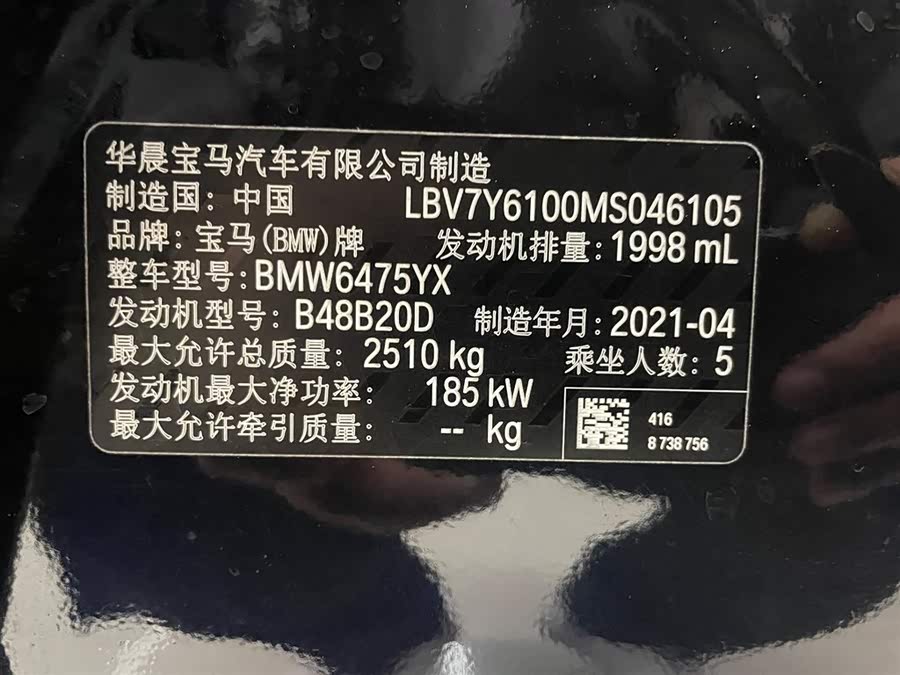 华晨宝马汽车有限公司制造
制造国：中国 LBV7Y6100MS046105
品牌：宝马(BMW)牌 发动机排量：1998 mL
整车型号：BMW6475YX
发动机型号：B48B20D 制造年月：2021-04
最大允许总质量：2510 kg 乘坐人数：5
发动机最大净功率： 185 kW
最大允许牵引质量： -- kg
416
8 738 756